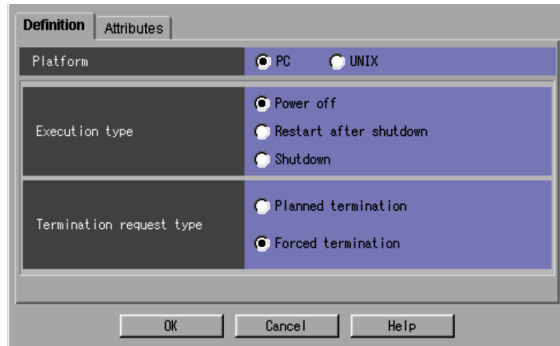 Definition Attributes
Platform PC UNIX
Execution type
Power off
Restart after shutdown
Shutdown
Termination request type
Planned termination
Forced termination
OK Cancel Help